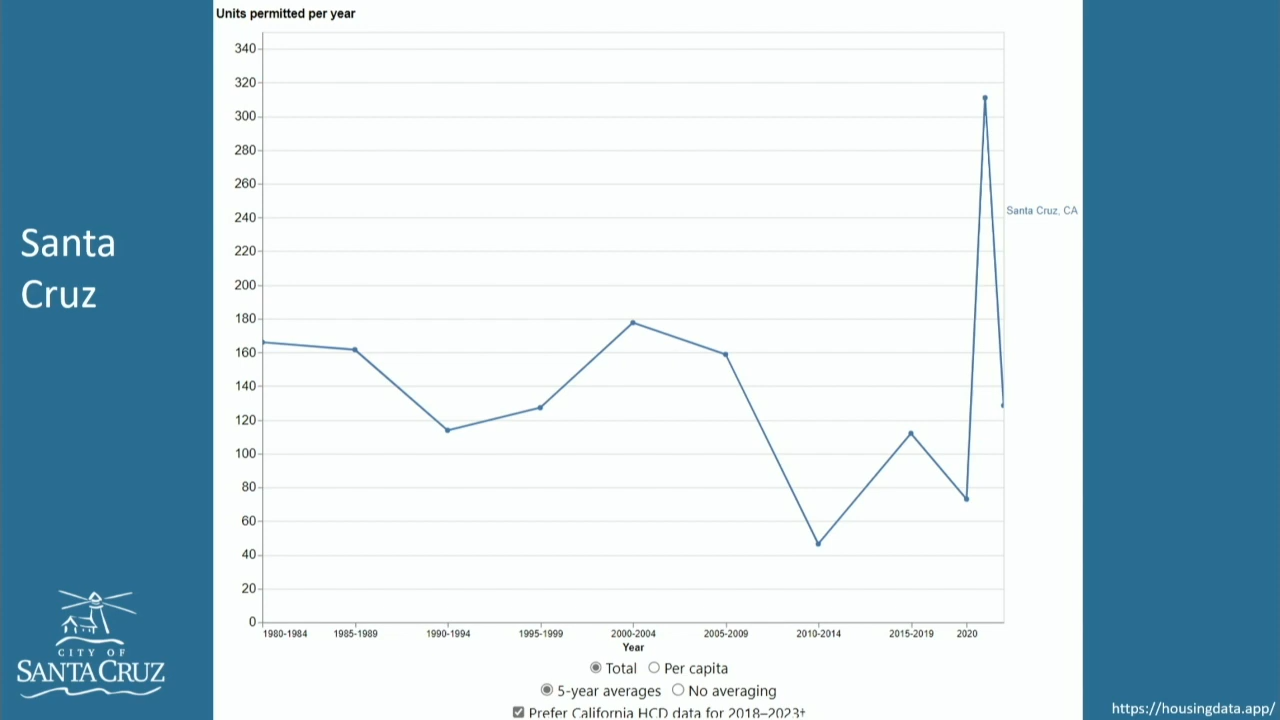 Units permitted per year
340
320
300
280
260
240
220
200
180
160
140
120
100
80
60
40
20
0
Santa Cruz, CA
1980-1984 1985-1989 1990-1994 1995-1999 2000-2004 2005-2009 2010-2014 2015-2019 2020
Year
Total Per capita
5-year averages No averaging
Prefer California HCD data for 2018–2023†
Santa
Cruz
CITY OF
SANTA CRUZ
https://housingdata.app/